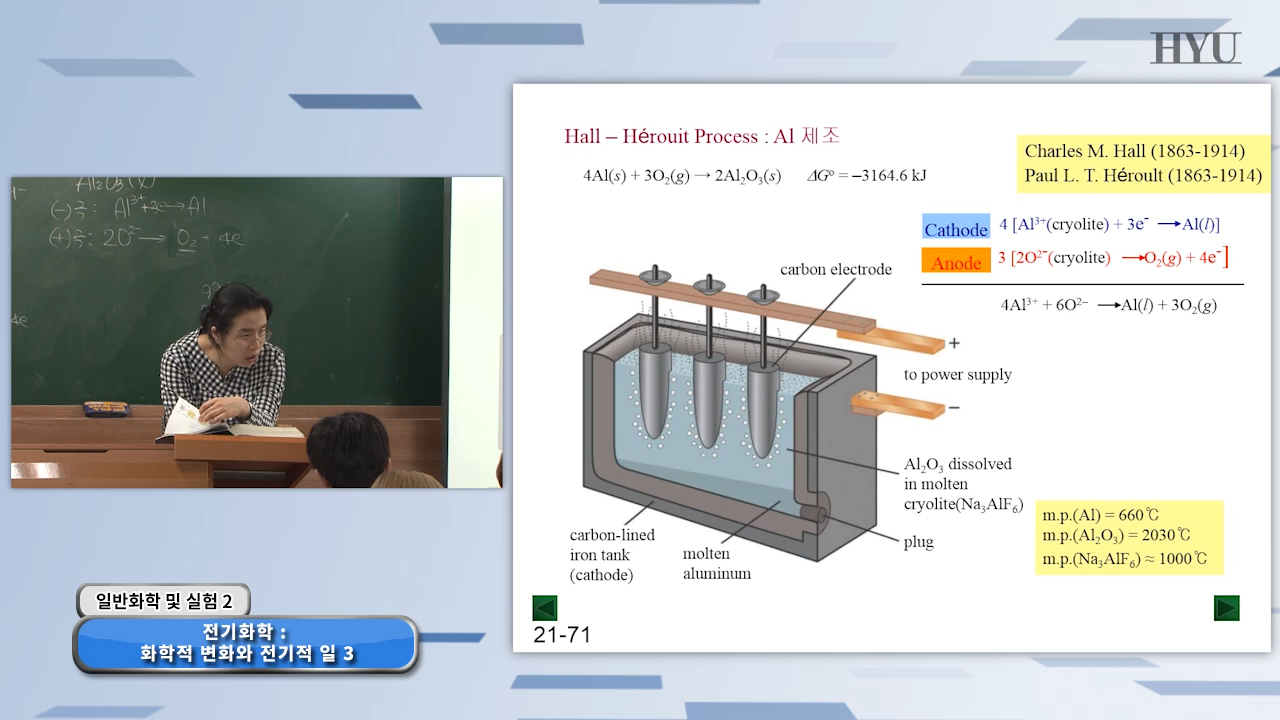 HYU
Hall – Hérouit Process : Al 제조
4Al(s) + 3O₂(g) → 2Al₂O₃(s) ΔG° = –3164.6 kJ
Charles M. Hall (1863-1914)
Paul L. T. Héroult (1863-1914)
Cathode 4 [Al³⁺(cryolite) + 3e⁻ → Al(l)]
Anode 3 [2O²⁻(cryolite) → O₂(g) + 4e⁻]
4Al³⁺ + 6O²⁻ → Al(l) + 3O₂(g)
carbon electrode
+
to power supply
–
Al₂O₃ dissolved
in molten
cryolite(Na₃AlF₆)
plug
carbon-lined
iron tank
(cathode)
molten
aluminum
m.p.(Al) = 660℃
m.p.(Al₂O₃) = 2030℃
m.p.(Na₃AlF₆) ≈ 1000℃
21-71
(-)극: Al³⁺+3e→Al
(+)극: 2O²⁻→ O₂ + 4e
4e
일반화학 및 실험 2
전기화학 :
화학적 변화와 전기적 일 3